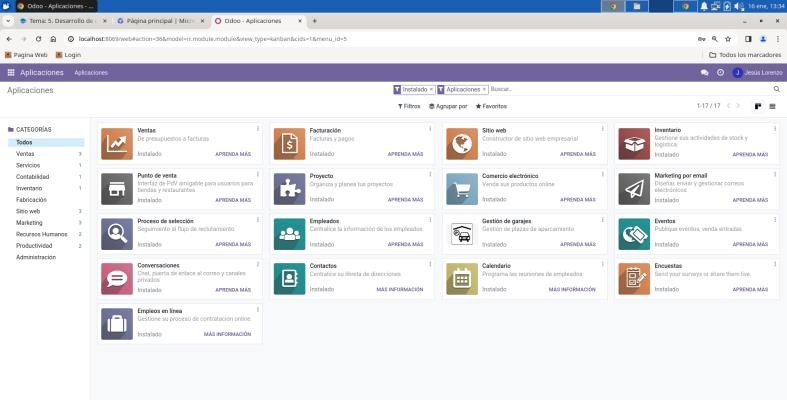 Odoo - Aplicaciones - ...
16 ene, 13:34
Tema: 5. Desarrollo de
Página principal | Micr
Odoo - Aplicaciones
localhost:8069/web#action=36&model=ir.module.module&view_type=kanban&cids=1&menu_id=5
Pagina Web
Login
Todos los marcadores
Aplicaciones
Aplicaciones
J
Jesús Lorenzo
Aplicaciones
Instalado ×
Aplicaciones ×
Buscar...
Filtros
Agrupar por
Favoritos
1-17 / 17
CATEGORÍAS
Todos
Ventas 3
Servicios 1
Contabilidad 1
Inventario 1
Fabricación
Sitio web 3
Marketing 3
Recursos Humanos 2
Productividad 2
Administración
Ventas
De presupuestos a facturas
Instalado
APRENDA MÁS
Facturación
Facturas y pagos
Instalado
APRENDA MÁS
Sitio web
Constructor de sitio web empresarial
Instalado
APRENDA MÁS
Inventario
Gestione sus actividades de stock y
logística.
Instalado
APRENDA MÁS
Punto de venta
Interfaz de PdV amigable para usuarios para
tiendas y restaurantes
Instalado
APRENDA MÁS
Proyecto
Organiza y planea tus proyectos
Instalado
APRENDA MÁS
Comercio electrónico
Venda sus productos online
Instalado
APRENDA MÁS
Marketing por email
Diseñar, enviar y gestionar correos
electrónicos
Instalado
APRENDA MÁS
Proceso de selección
Seguimiento al flujo de reclutamiento
Instalado
APRENDA MÁS
Empleados
Centralice la información de los empleados
Instalado
APRENDA MÁS
Gestión de garajes
Gestión de plazas de aparcamiento
Instalado
APRENDA MÁS
Eventos
Publique eventos, venda entradas
Instalado
APRENDA MÁS
Conversaciones
Chat, puerta de enlace al correo y canales
privados
Instalado
APRENDA MÁS
Contactos
Centralice su libreta de direcciones
Instalado
MÁS INFORMACIÓN
Calendario
Programa las reuniones de empleados
Instalado
MÁS INFORMACIÓN
Encuestas
Send your surveys or share them live.
Instalado
APRENDA MÁS
Empleos en línea
Gestione su proceso de contratación online.
Instalado
MÁS INFORMACIÓN